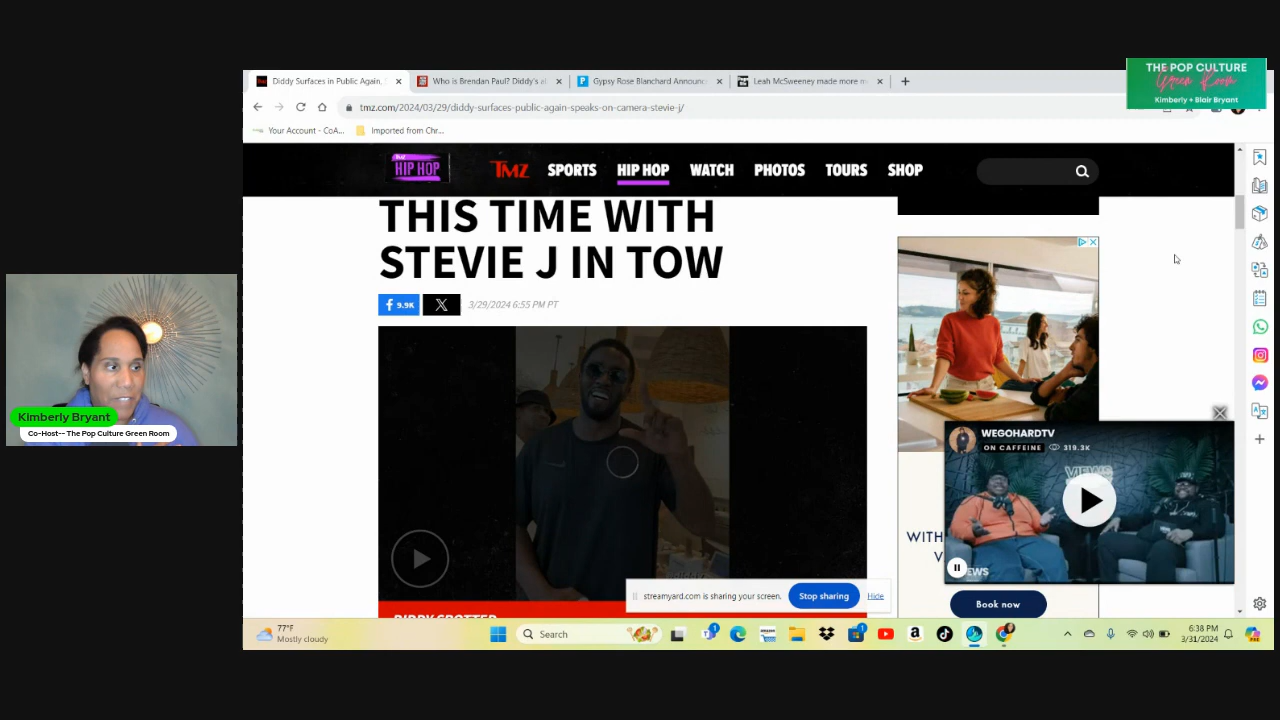 Diddy Surfaces in Public Again,
Who is Brendan Paul? Diddy's al
Gypsy Rose Blanchard Announc
Leah McSweeney made more m
THE POP CULTURE
Green Room
Kimberly + Blair Bryant
tmz.com/2024/03/29/diddy-surfaces-public-again-speaks-on-camera-stevie-j/
Your Account - CoA...
Imported from Chr...
TMZ
HIP HOP
TMZ
SPORTS
HIP HOP
WATCH
PHOTOS
TOURS
SHOP
THIS TIME WITH
STEVIE J IN TOW
9.9K
3/29/2024 6:55 PM PT
WEGOHARDTV
ON CAFFEINE 319.3K
VIEWS
WITH
V
IEWS
Book now
Kimberly Bryant
Co-Host-- The Pop Culture Green Room
streamyard.com is sharing your screen.
Stop sharing
Hide
77°F
Mostly cloudy
Search
6:38 PM
3/31/2024